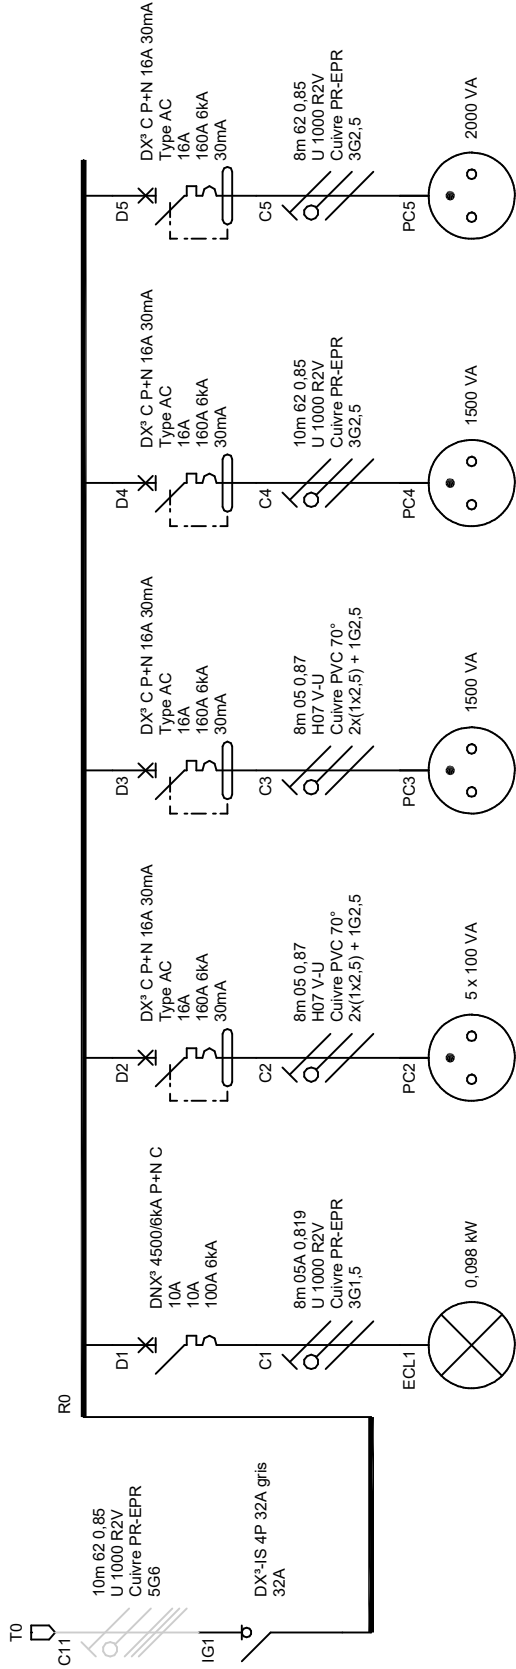 T0
C11
10m 62 0,85
U 1000 R2V
Cuivre PR-EPR
5G6
IG1
DX³-IS 4P 32A gris
32A
R0
D1
DNX³ 4500/6kA P+N C
10A
10A
100A 6kA
C1
8m 05A 0,819
U 1000 R2V
Cuivre PR-EPR
3G1,5
ECL1
0,098 kW
D2
DX³ C P+N 16A 30mA
Type AC
16A
160A 6kA
30mA
C2
8m 05 0,87
H07 V-U
Cuivre PVC 70°
2x(1x2,5) + 1G2,5
PC2
5 x 100 VA
D3
DX³ C P+N 16A 30mA
Type AC
16A
160A 6kA
30mA
C3
8m 05 0,87
H07 V-U
Cuivre PVC 70°
2x(1x2,5) + 1G2,5
PC3
1500 VA
D4
DX³ C P+N 16A 30mA
Type AC
16A
160A 6kA
30mA
C4
10m 62 0,85
U 1000 R2V
Cuivre PR-EPR
3G2,5
PC4
1500 VA
D5
DX³ C P+N 16A 30mA
Type AC
16A
160A 6kA
30mA
C5
8m 62 0,85
U 1000 R2V
Cuivre PR-EPR
3G2,5
PC5
2000 VA